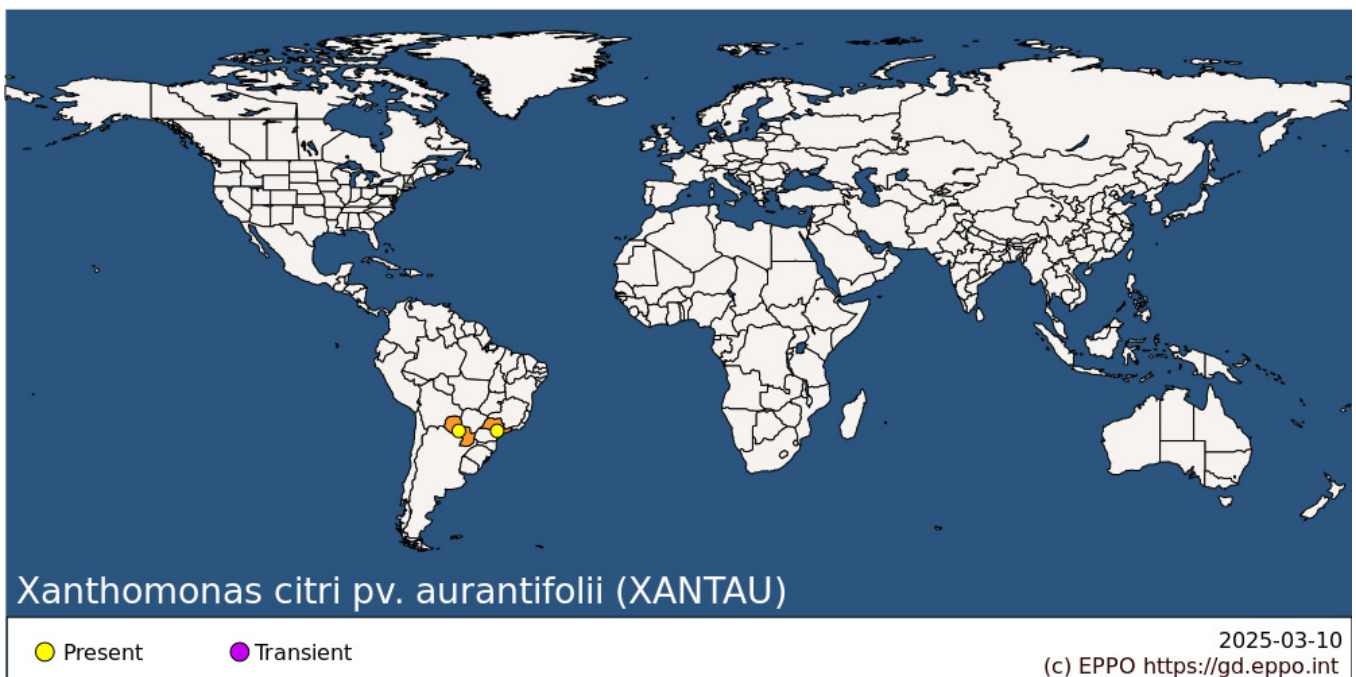 Xanthomonas citri pv. aurantifolii (XANTAU)
Present
Transient
2025-03-10
(c) EPPO https://gd.eppo.int